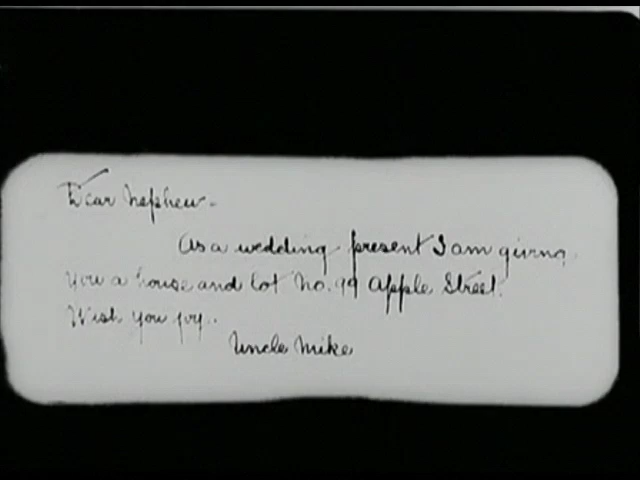 Dear Nephew-
As a wedding present I am giving
you a house and lot No. 99 Apple Street.
Wish you joy..
Uncle Mike